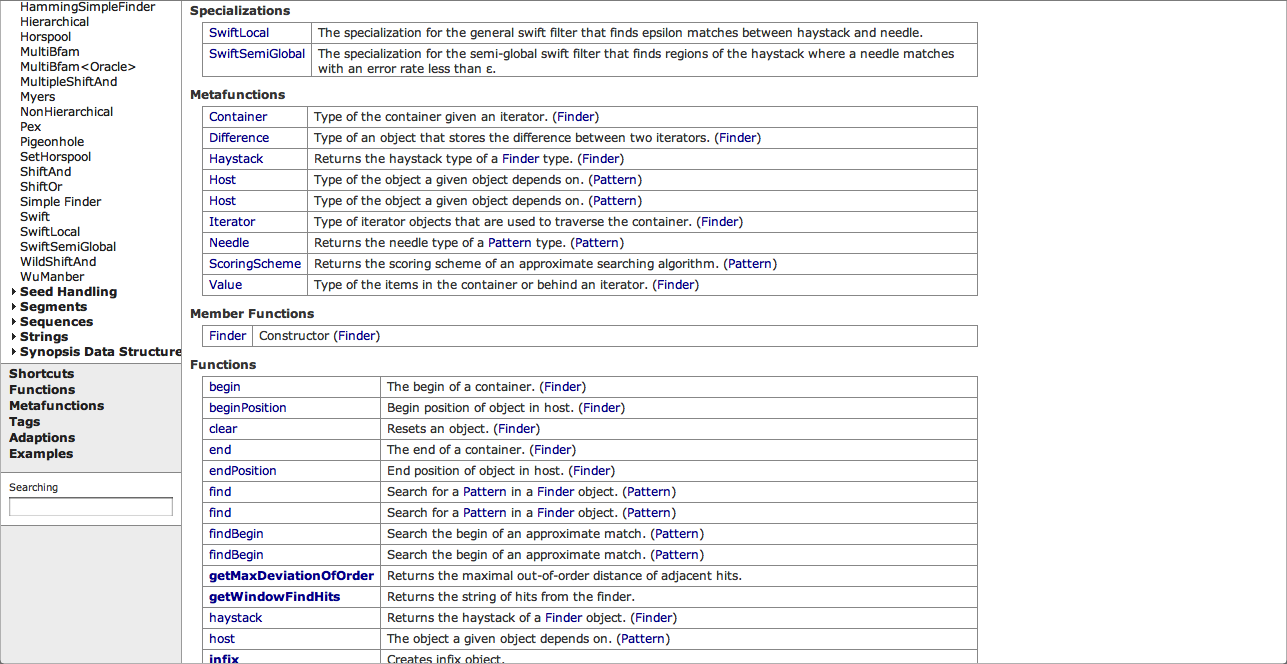 HammingSimpleFinder
Hierarchical
Horspool
MultiBfam
MultiBfam<Oracle>
MultipleShiftAnd
Myers
NonHierarchical
Pex
Pigeonhole
SetHorspool
ShiftAnd
ShiftOr
Simple Finder
Swift
SwiftLocal
SwiftSemiGlobal
WildShiftAnd
WuManber
Seed Handling
Segments
Sequences
Strings
Synopsis Data Structure
Shortcuts
Functions
Metafunctions
Tags
Adaptions
Examples
Searching
Specializations
SwiftLocal The specialization for the general swift filter that finds epsilon matches between haystack and needle.
SwiftSemiGlobal The specialization for the semi-global swift filter that finds regions of the haystack where a needle matches
with an error rate less than ε.
Metafunctions
Container Type of the container given an iterator. (Finder)
Difference Type of an object that stores the difference between two iterators. (Finder)
Haystack Returns the haystack type of a Finder type. (Finder)
Host Type of the object a given object depends on. (Pattern)
Host Type of the object a given object depends on. (Pattern)
Iterator Type of iterator objects that are used to traverse the container. (Finder)
Needle Returns the needle type of a Pattern type. (Pattern)
ScoringScheme Returns the scoring scheme of an approximate searching algorithm. (Pattern)
Value Type of the items in the container or behind an iterator. (Finder)
Member Functions
Finder Constructor (Finder)
Functions
begin The begin of a container. (Finder)
beginPosition Begin position of object in host. (Finder)
clear Resets an object. (Finder)
end The end of a container. (Finder)
endPosition End position of object in host. (Finder)
find Search for a Pattern in a Finder object. (Pattern)
find Search for a Pattern in a Finder object. (Pattern)
findBegin Search the begin of an approximate match. (Pattern)
findBegin Search the begin of an approximate match. (Pattern)
getMaxDeviationOfOrder Returns the maximal out-of-order distance of adjacent hits.
getWindowFindHits Returns the string of hits from the finder.
haystack Returns the haystack of a Finder object. (Finder)
host The object a given object depends on. (Pattern)
infix Creates infix object.